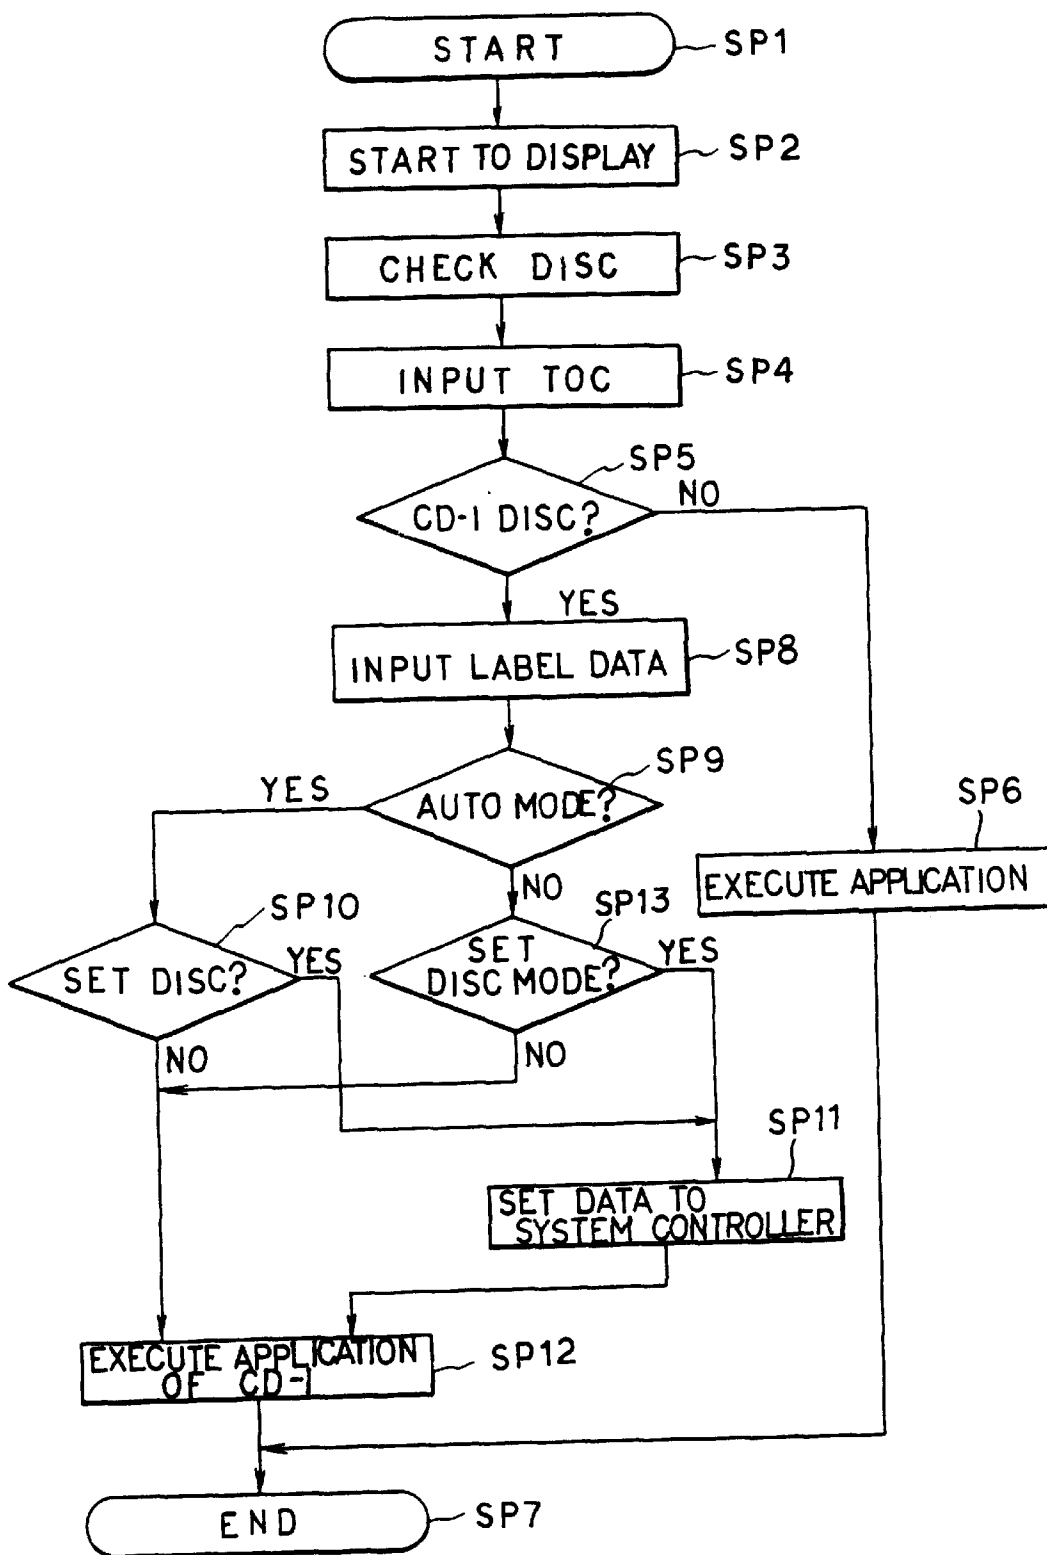 START
SP1
START TO DISPLAY
SP2
CHECK DISC
SP3
INPUT TOC
SP4
SP5
CD-I DISC?
NO
YES
INPUT LABEL DATA
SP8
SP9
YES
AUTO MODE?
SP6
NO
EXECUTE APPLICATION
SP10
SP13
SET DISC?
YES
SET
DISC MODE?
YES
NO
NO
SP11
SET DATA TO
SYSTEM CONTROLLER
EXECUTE APPLICATION
OF CD-I
SP12
END
SP7